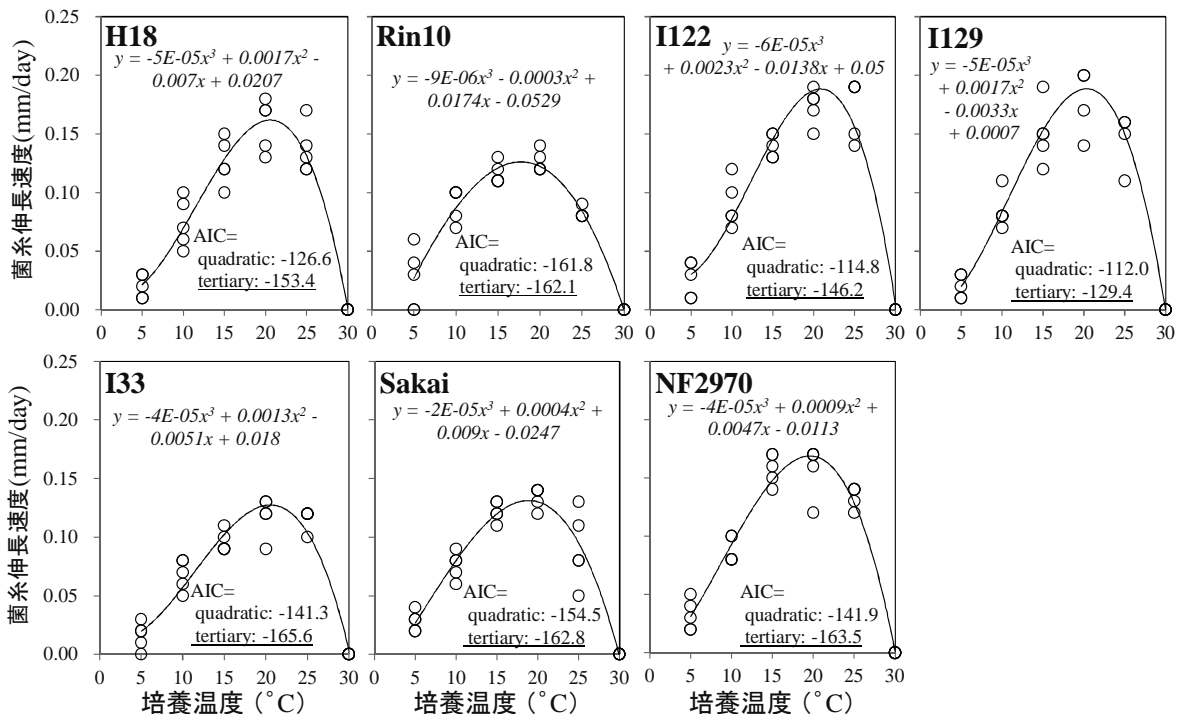 H18
y = -5E-05x³ + 0.0017x² -
0.007x + 0.0207
AIC=
quadratic: -126.6
tertiary: -153.4
Rin10
y = -9E-06x³ - 0.0003x² +
0.0174x - 0.0529
AIC=
quadratic: -161.8
tertiary: -162.1
I122
y = -6E-05x³
+ 0.0023x² - 0.0138x + 0.05
AIC=
quadratic: -114.8
tertiary: -146.2
I129
y = -5E-05x³
+ 0.0017x²
- 0.0033x
+ 0.0007
AIC=
quadratic: -112.0
tertiary: -129.4
菌糸伸長速度(mm/day)
0.25
0.20
0.15
0.10
0.05
0.00
0 5 10 15 20 25 30
0 5 10 15 20 25 30
0 5 10 15 20 25 30
0 5 10 15 20 25 30
I33
y = -4E-05x³ + 0.0013x² -
0.0051x + 0.018
AIC=
quadratic: -141.3
tertiary: -165.6
Sakai
y = -2E-05x³ + 0.0004x² +
0.009x - 0.0247
AIC=
quadratic: -154.5
tertiary: -162.8
NF2970
y = -4E-05x³ + 0.0009x² +
0.0047x - 0.0113
AIC=
quadratic: -141.9
tertiary: -163.5
菌糸伸長速度(mm/day)
0.25
0.20
0.15
0.10
0.05
0.00
0 5 10 15 20 25 30
0 5 10 15 20 25 30
0 5 10 15 20 25 30
培養温度（˚C）
培養温度（˚C）
培養温度（˚C）